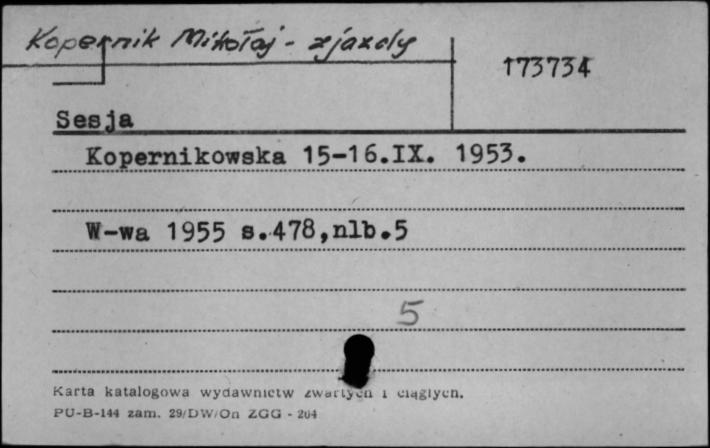 Kopernik Mikołaj - zjazdy
173734
Sesja
Kopernikowska 15-16.IX. 1953.
W-wa 1955 s.478,nlb.5
5
Karta katalogowa wydawnictw zwartych i ciągłych.
PU-B-144 zam. 29/DW/On ZGG - 204